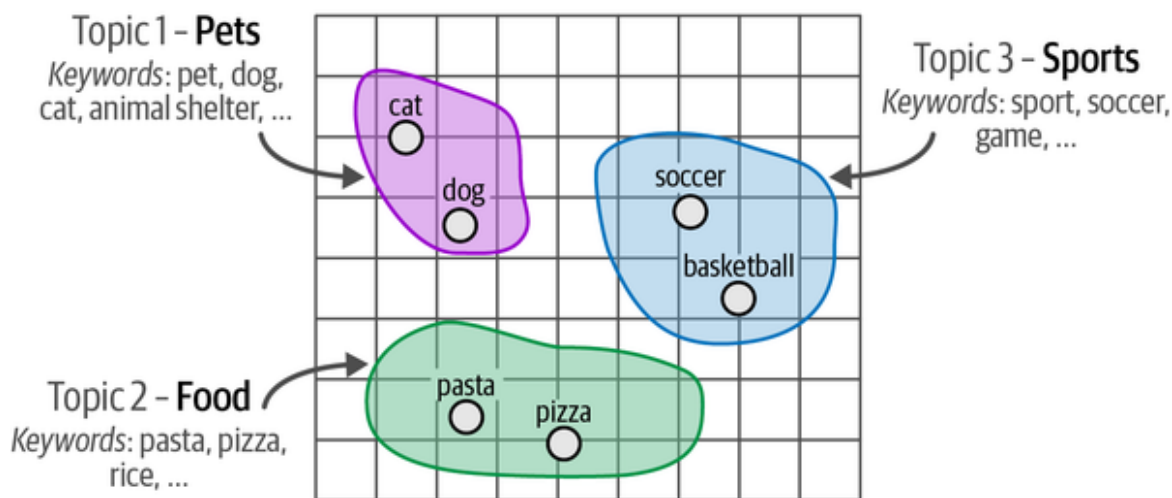 Topic 1 – Pets
Keywords: pet, dog,
cat, animal shelter, ...
cat
dog
Topic 3 – Sports
Keywords: sport, soccer,
game, ...
soccer
basketball
Topic 2 – Food
Keywords: pasta, pizza,
rice, ...
pasta
pizza